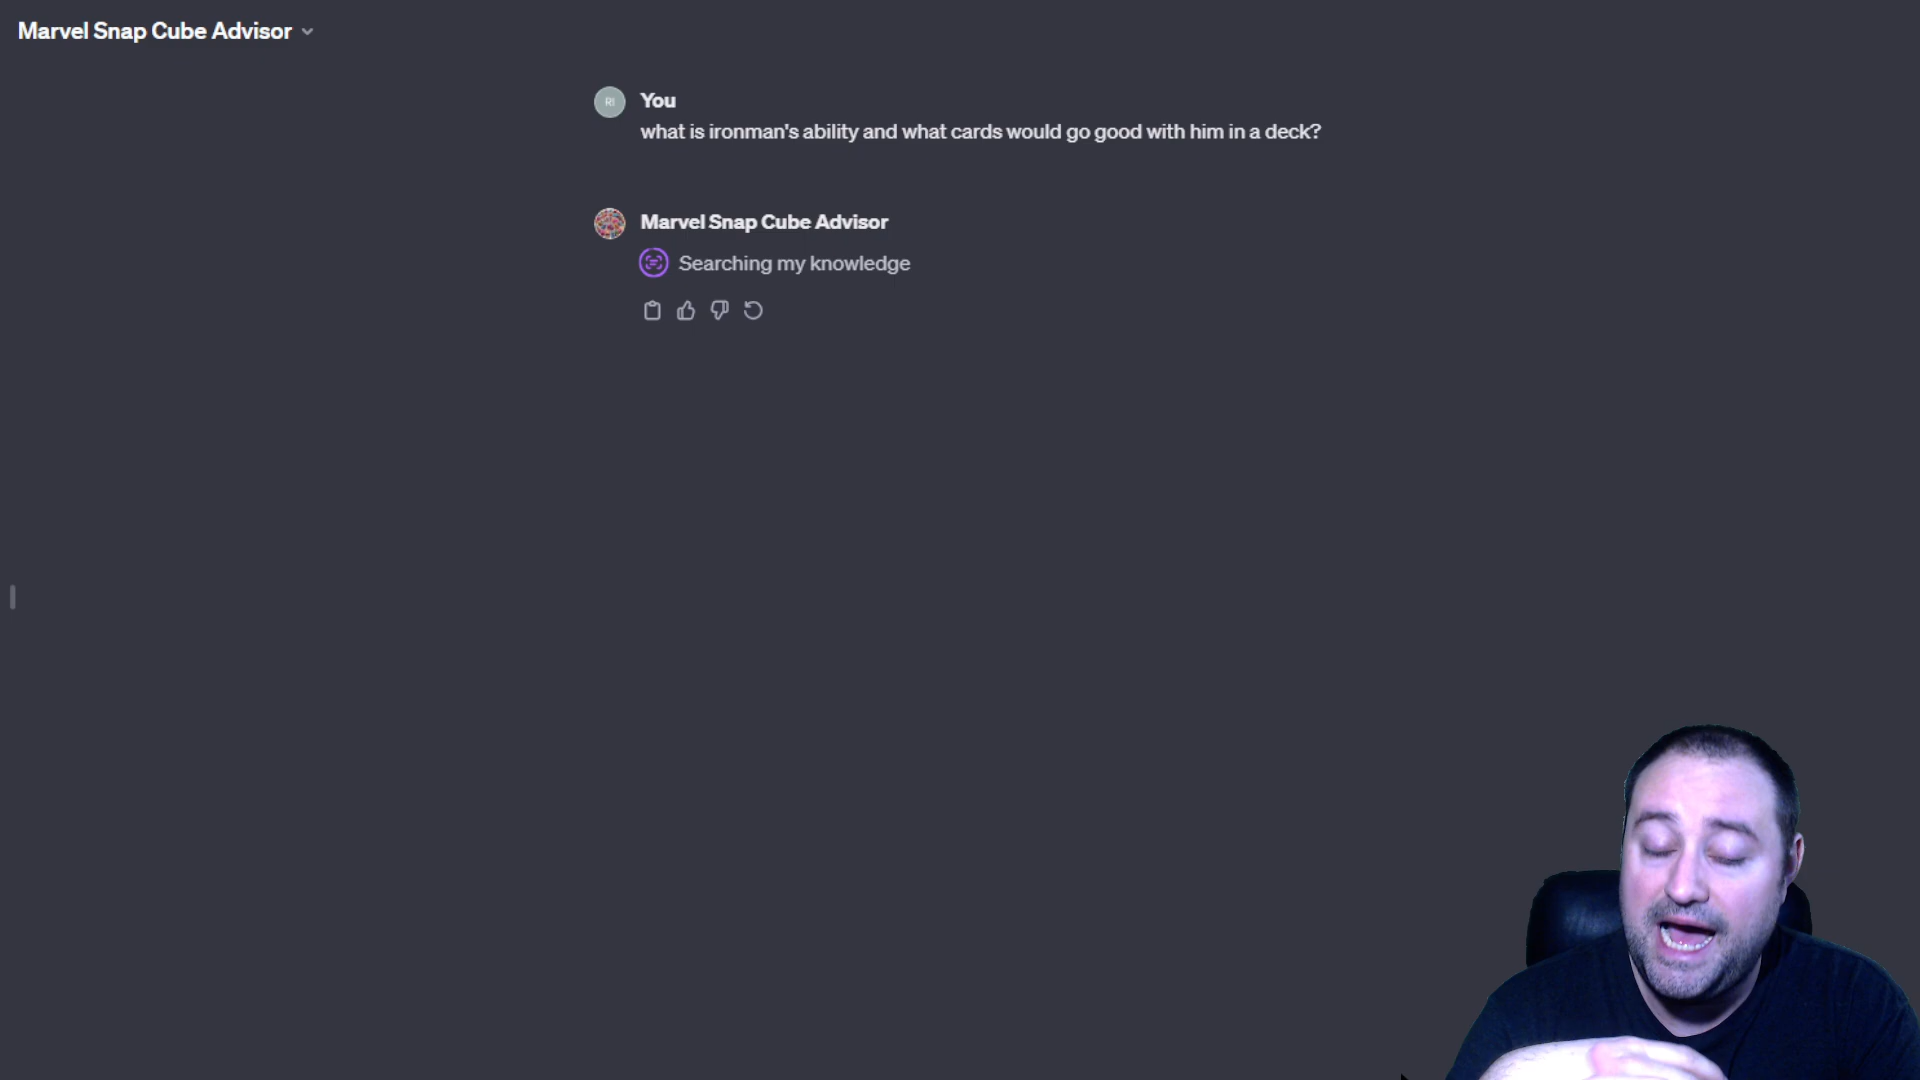 Marvel Snap Cube Advisor
RI
You
what is ironman's ability and what cards would go good with him in a deck?
Marvel Snap Cube Advisor
Searching my knowledge